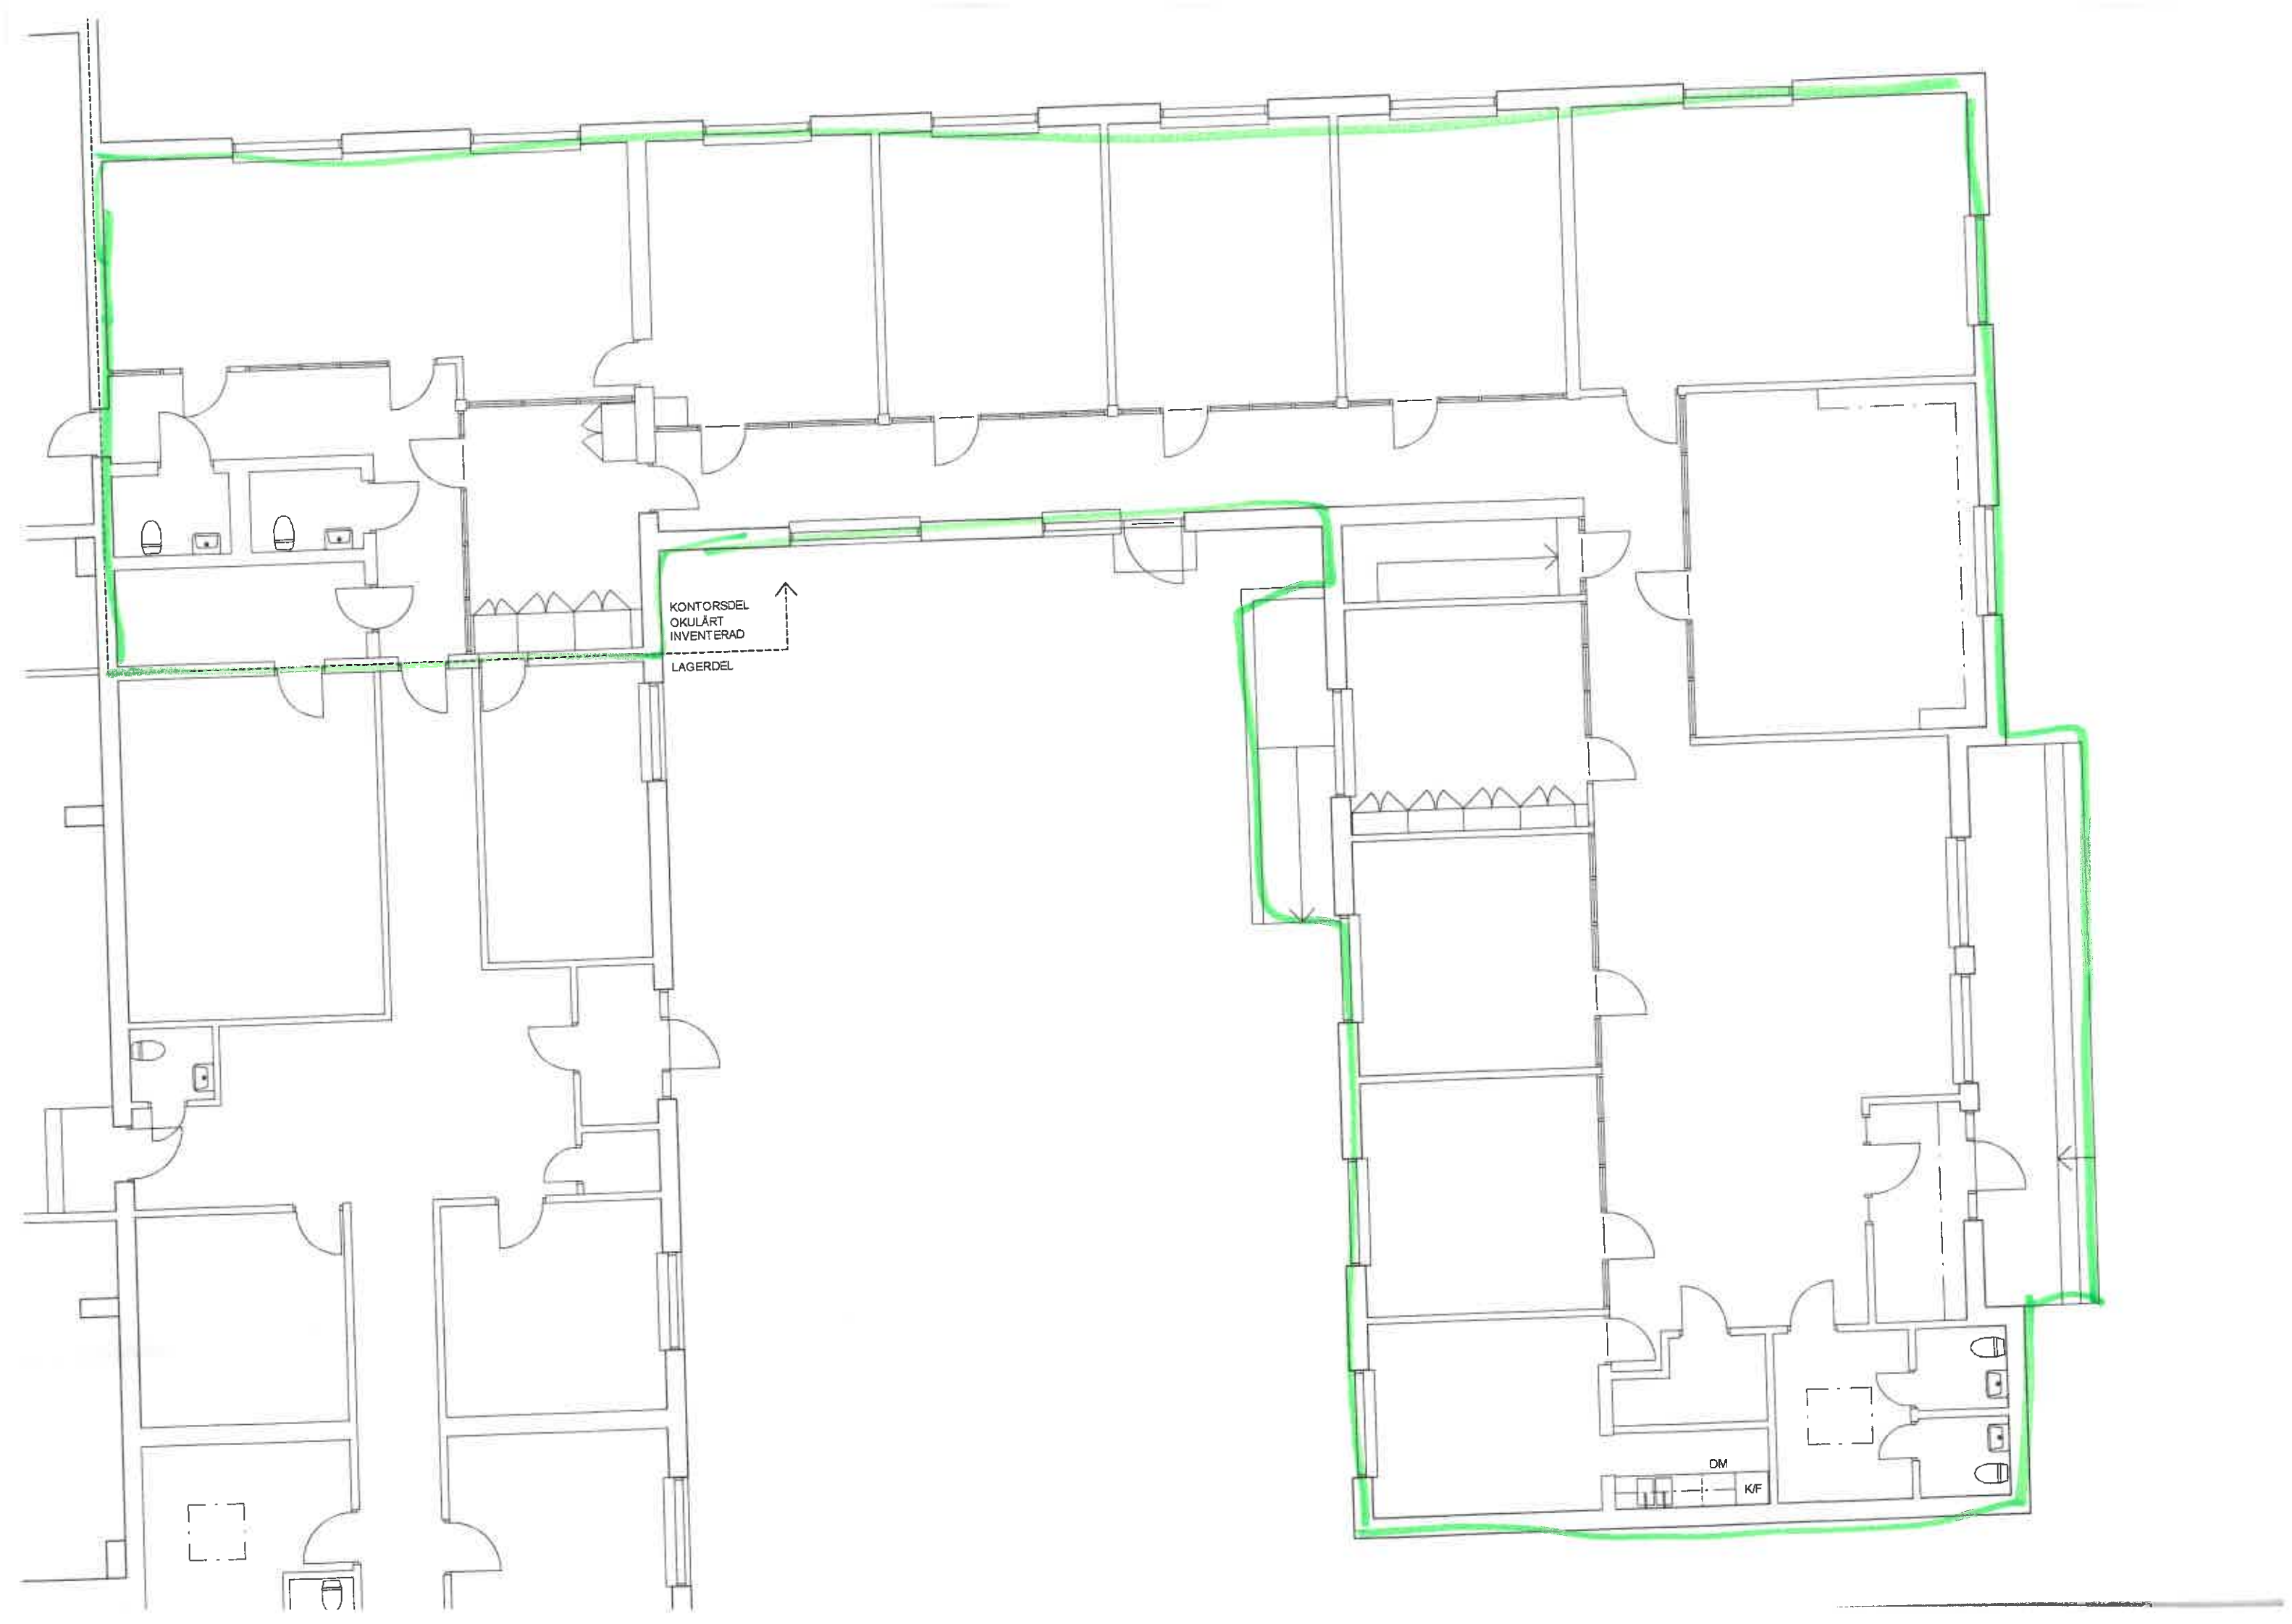 KONTORSDEL
OKULÄRT
INVENTERAD
LAGERDEL
DM
K/F